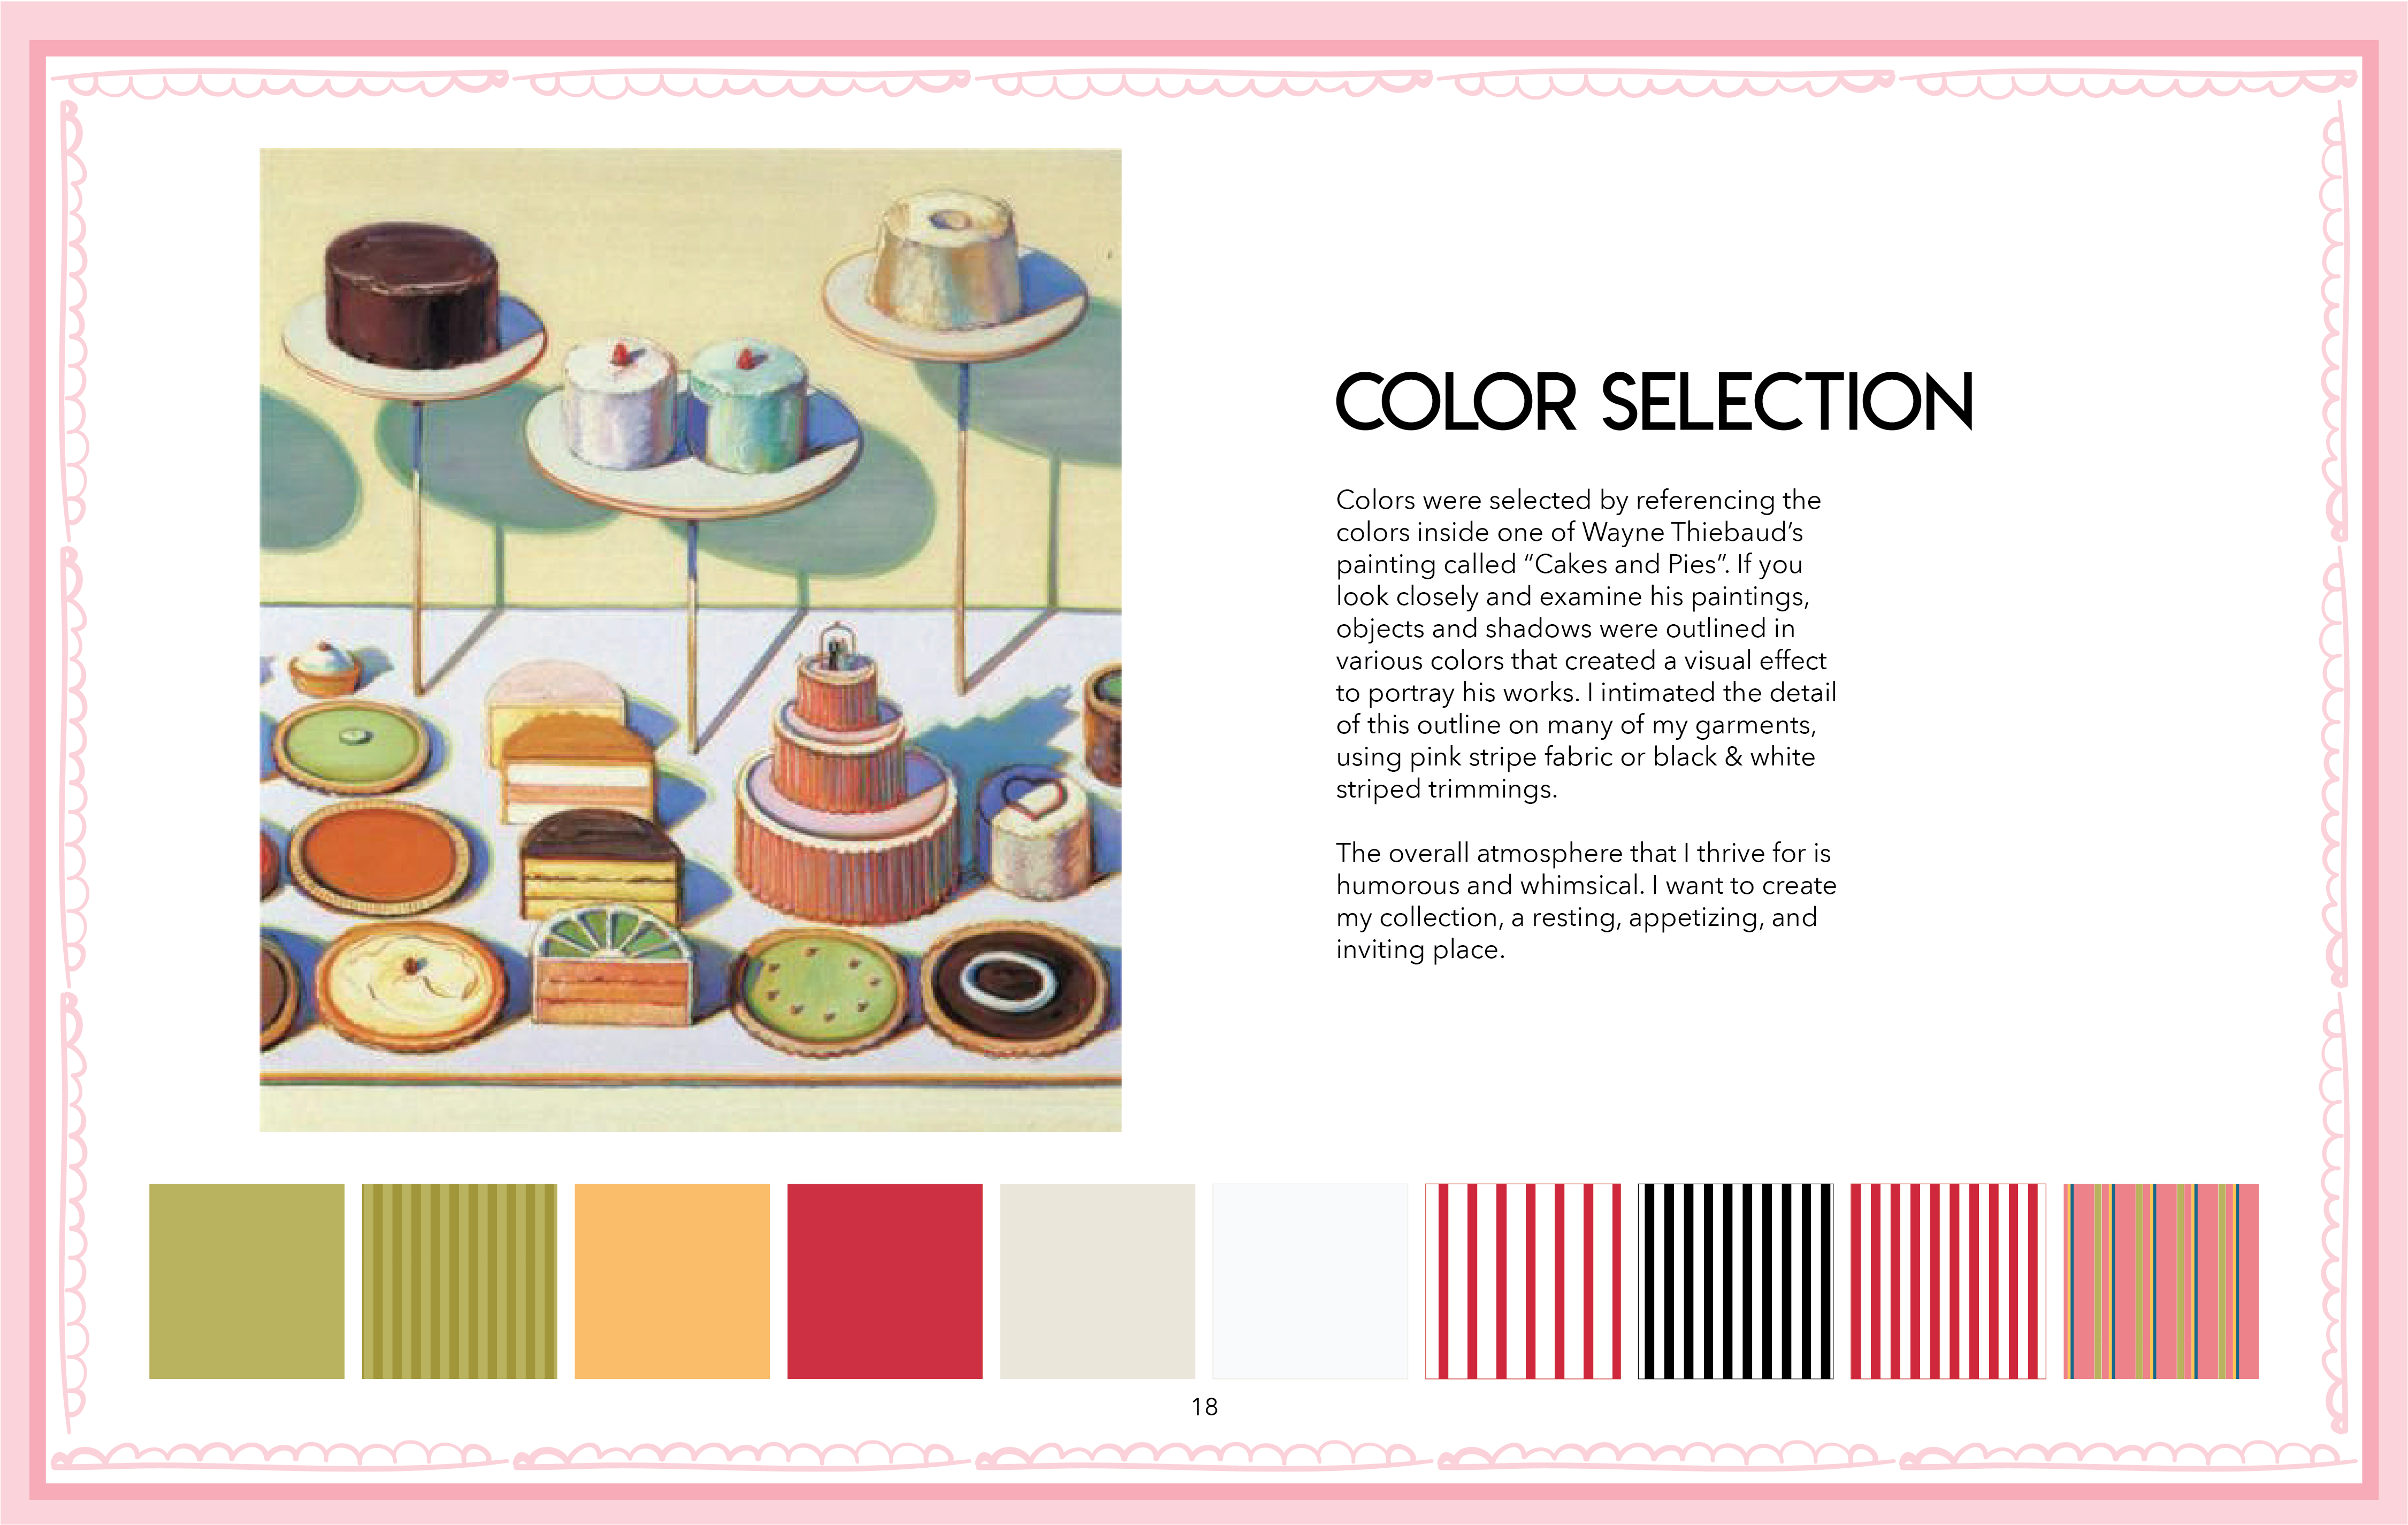 COLOR SELECTION
Colors were selected by referencing the
colors inside one of Wayne Thiebaud’s
painting called “Cakes and Pies”. If you
look closely and examine his paintings,
objects and shadows were outlined in
various colors that created a visual effect
to portray his works. I intimated the detail
of this outline on many of my garments,
using pink stripe fabric or black & white
striped trimmings.
The overall atmosphere that I thrive for is
humorous and whimsical. I want to create
my collection, a resting, appetizing, and
inviting place.
18